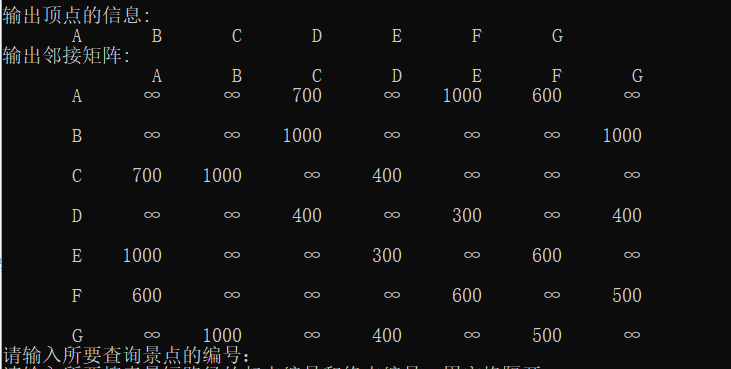 输出顶点的信息:
A B C D E F G
输出邻接矩阵:
A B C D E F G
A ∞ ∞ 700 ∞ 1000 600 ∞
B ∞ ∞ 1000 ∞ ∞ ∞ 1000
C 700 1000 ∞ 400 ∞ ∞ ∞
D ∞ ∞ 400 ∞ 300 ∞ 400
E 1000 ∞ ∞ 300 ∞ 600 ∞
F 600 ∞ ∞ ∞ 600 ∞ 500
G ∞ 1000 ∞ 400 ∞ 500 ∞
请输入所要查询景点的编号: